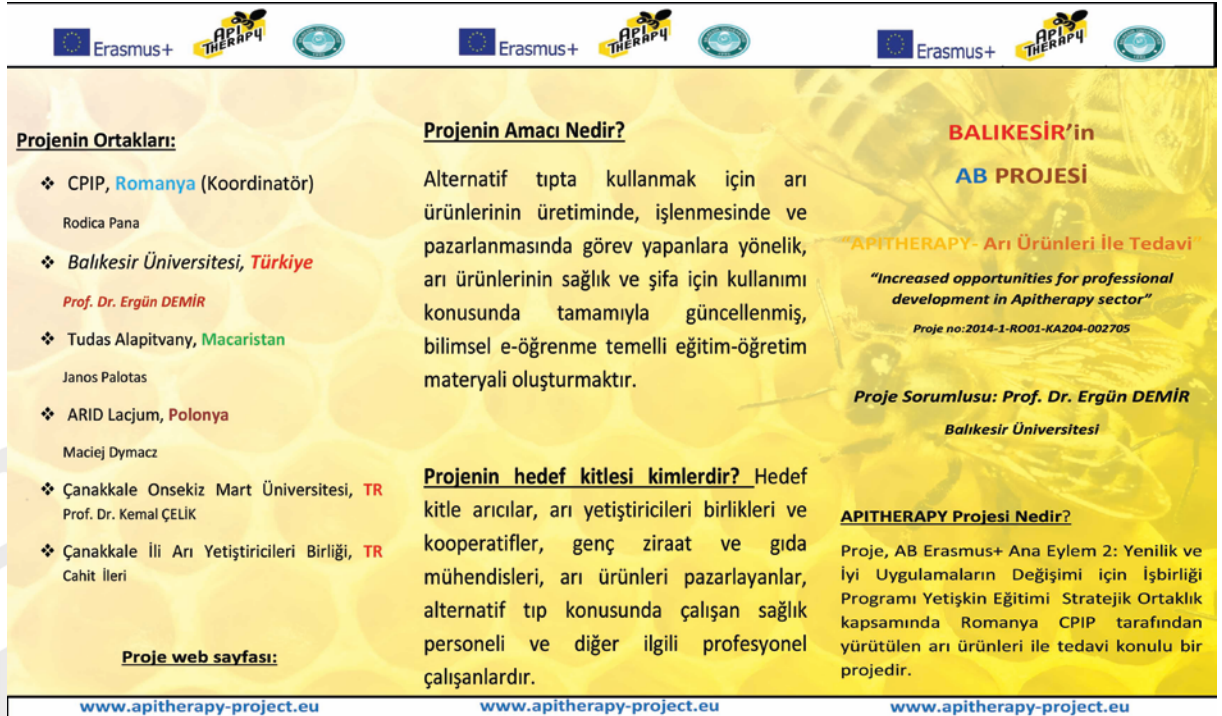 Erasmus+
API
THERAPY
Projenin Ortakları:
❖ CPIP, Romanya (Koordinatör)
Rodica Pana
❖ Balıkesir Üniversitesi, Türkiye
Prof. Dr. Ergün DEMİR
❖ Tudas Alapitvany, Macaristan
Janos Palotas
❖ ARID Lacjum, Polonya
Maciej Dymacz
❖ Çanakkale Onsekiz Mart Üniversitesi, TR
Prof. Dr. Kemal ÇELİK
❖ Çanakkale İli Arı Yetiştiricileri Birliği, TR
Cahit İleri
Proje web sayfası:
www.apitherapy-project.eu
Erasmus+
API
THERAPY
Projenin Amacı Nedir?
Alternatif tıpta kullanmak için arı
ürünlerinin üretiminde, işlenmesinde ve
pazarlanmasında görev yapanlara yönelik,
arı ürünlerinin sağlık ve şifa için kullanımı
konusunda tamamıyla güncellenmiş,
bilimsel e-öğrenme temelli eğitim-öğretim
materyali oluşturmaktır.
Projenin hedef kitlesi kimlerdir? Hedef
kitle arıcılar, arı yetiştiricileri birlikleri ve
kooperatifler, genç ziraat ve gıda
mühendisleri, arı ürünleri pazarlayanlar,
alternatif tıp konusunda çalışan sağlık
personeli ve diğer ilgili profesyonel
çalışanlardır.
www.apitherapy-project.eu
Erasmus+
API
THERAPY
BALIKESİR'in
AB PROJESİ
"APITHERAPY- Arı Ürünleri İle Tedavi"
"Increased opportunities for professional
development in Apitherapy sector"
Proje no:2014-1-RO01-KA204-002705
Proje Sorumlusu: Prof. Dr. Ergün DEMİR
Balıkesir Üniversitesi
APITHERAPY Projesi Nedir?
Proje, AB Erasmus+ Ana Eylem 2: Yenilik ve
İyi Uygulamaların Değişimi için İşbirliği
Programı Yetişkin Eğitimi Stratejik Ortaklık
kapsamında Romanya CPIP tarafından
yürütülen arı ürünleri ile tedavi konulu bir
projedir.
www.apitherapy-project.eu